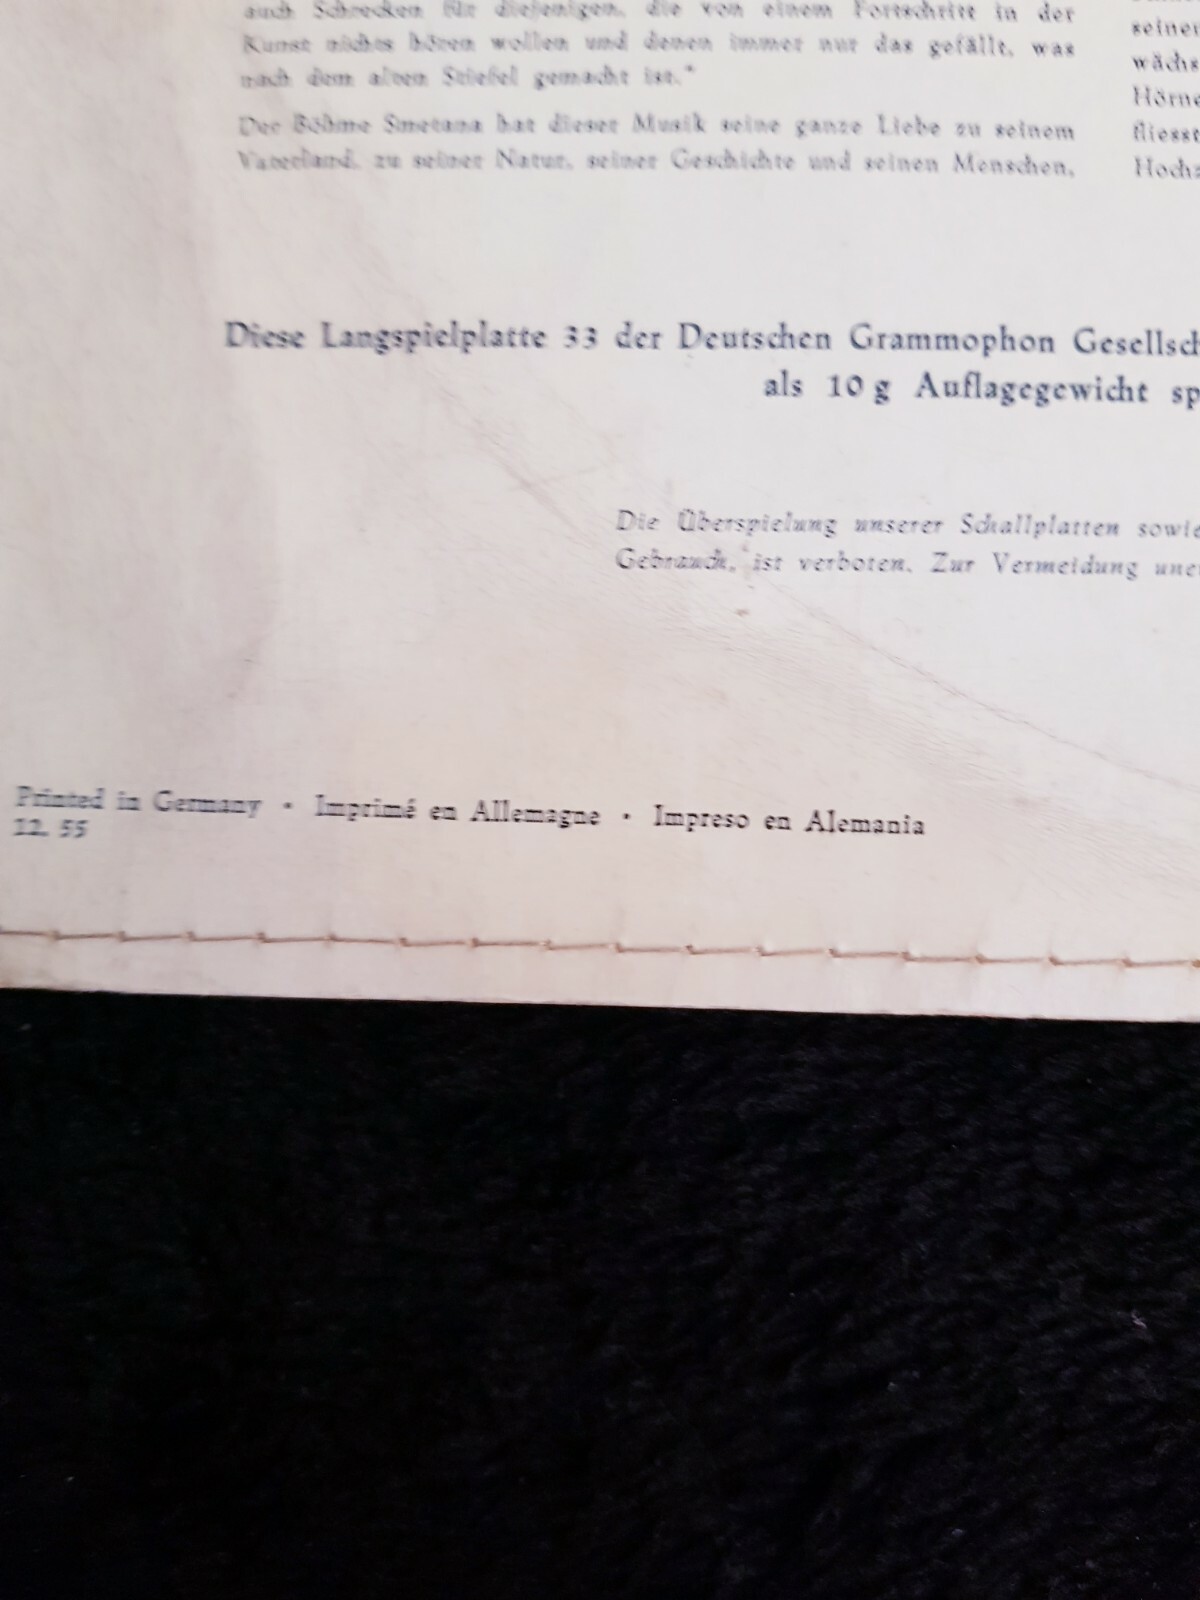 auch Schrecken für diejenigen, die von einem Fortschritt in der
Kunst nichts hören wollen und denen immer nur das gefällt, was
nach dem alten Stiefel gemacht ist."
Der Böhme Smetana hat dieser Musik seine ganze Liebe zu seinem
Vaterland, zu seiner Natur, seiner Geschichte und seinen Menschen,
seiner
wächs
Hörne
fliesst
Hochz
Diese Langspielplatte 33 der Deutschen Grammophon Gesellsch
als 10 g Auflagegewicht sp
Die Überspielung unserer Schallplatten sowie
Gebrauch, ist verboten. Zur Vermeidung une
Printed in Germany · Imprimé en Allemagne · Impreso en Alemania
12. 55